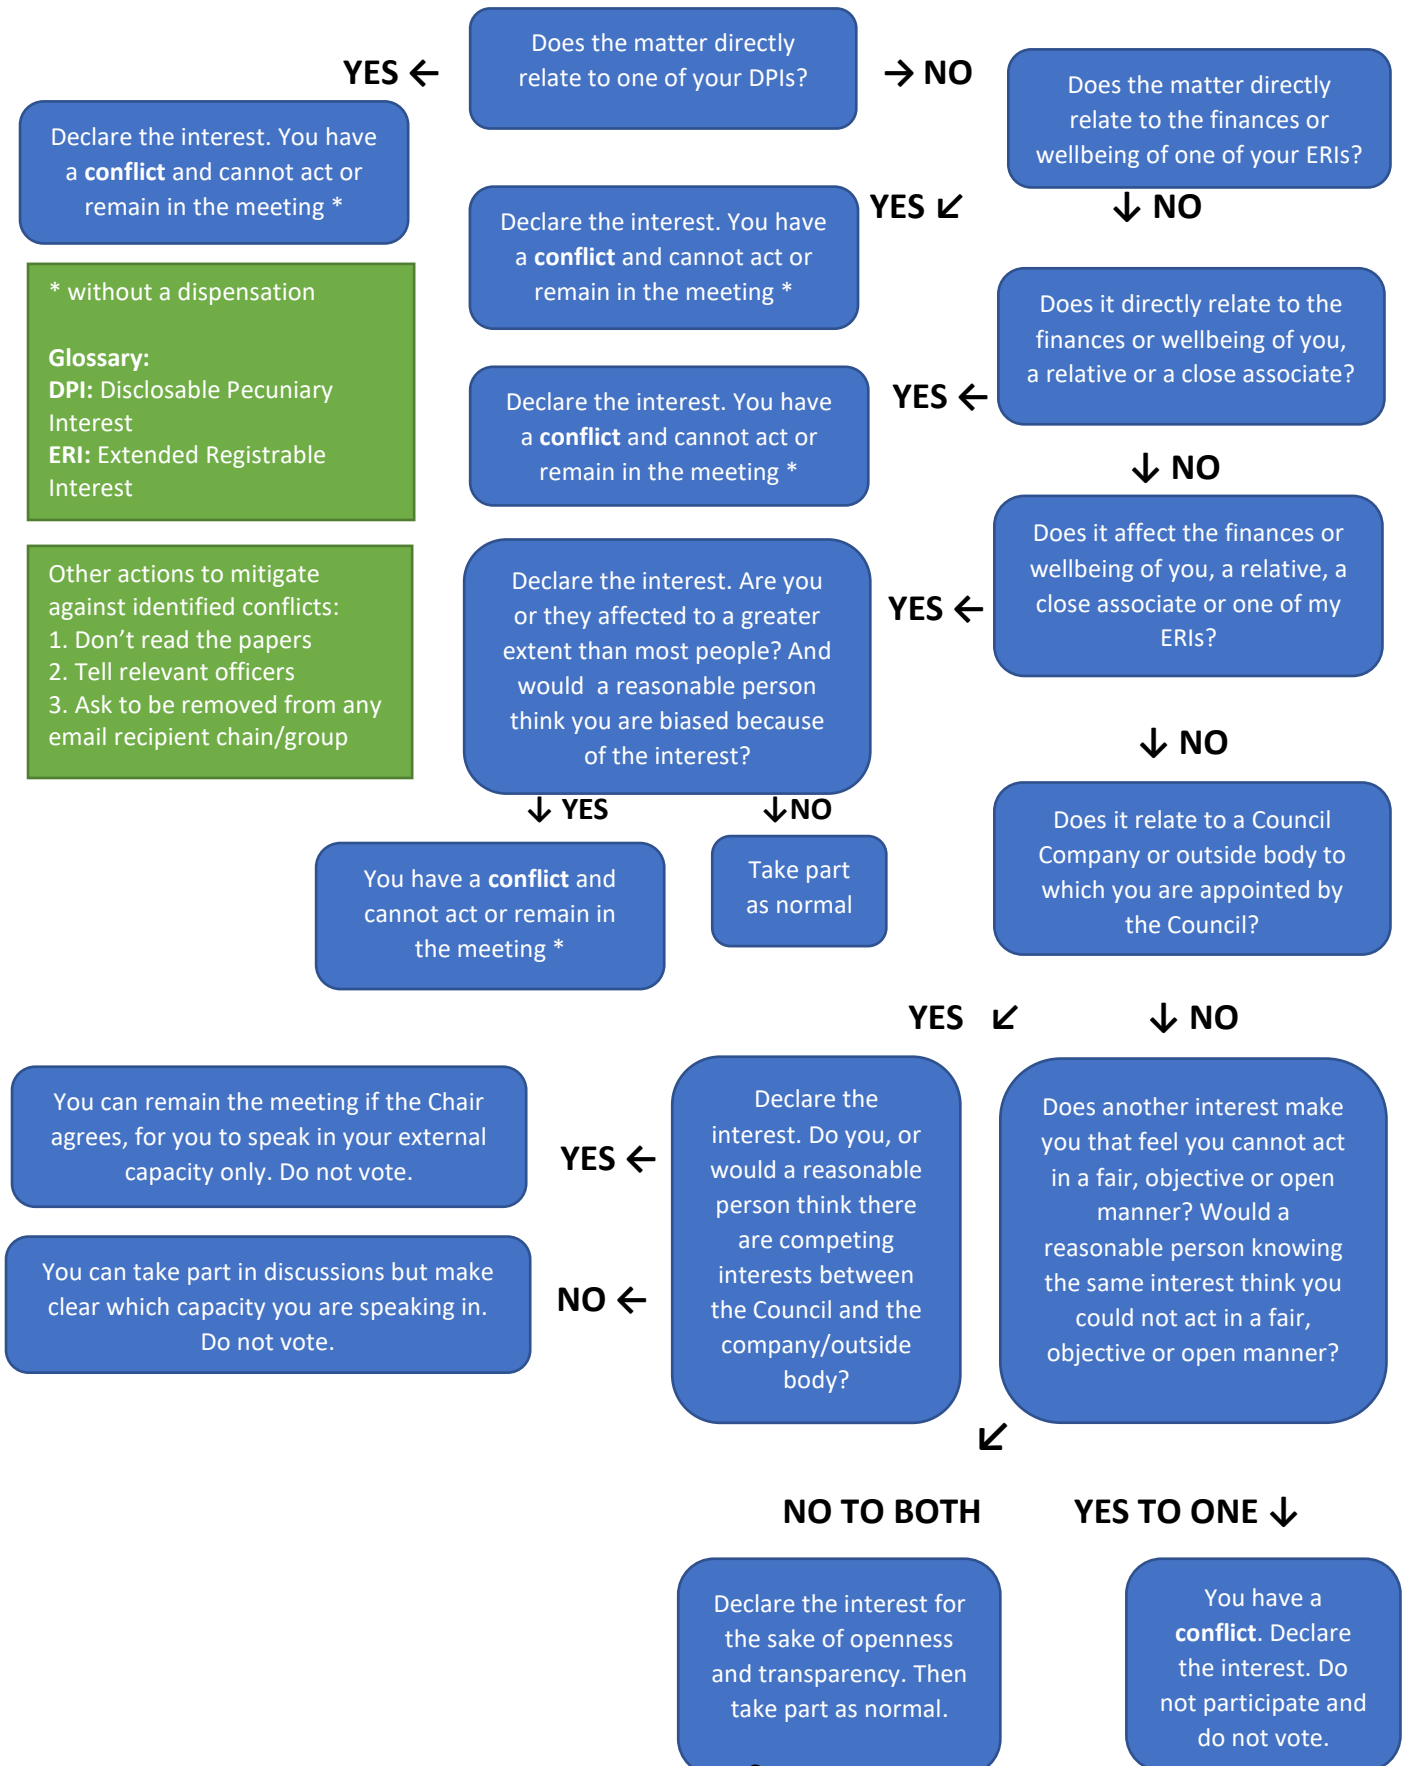 Does the matter directly
relate to one of your DPIs?
YES ←
→ NO
Declare the interest. You have
a conflict and cannot act or
remain in the meeting *
Does the matter directly
relate to the finances or
wellbeing of one of your ERIs?
YES ↙
↓ NO
Declare the interest. You have
a conflict and cannot act or
remain in the meeting *
* without a dispensation
Glossary:
DPI: Disclosable Pecuniary
Interest
ERI: Extended Registrable
Interest
Does it directly relate to the
finances or wellbeing of you,
a relative or a close associate?
YES ←
Declare the interest. You have
a conflict and cannot act or
remain in the meeting *
↓ NO
Does it affect the finances or
wellbeing of you, a relative, a
close associate or one of my
ERIs?
YES ←
Declare the interest. Are you
or they affected to a greater
extent than most people? And
would  a reasonable person
think you are biased because
of the interest?
Other actions to mitigate
against identified conflicts:
1. Don’t read the papers
2. Tell relevant officers
3. Ask to be removed from any
email recipient chain/group
↓ YES
↓NO
You have a conflict and
cannot act or remain in
the meeting *
Take part
as normal
↓ NO
Does it relate to a Council
Company or outside body to
which you are appointed by
the Council?
YES ↙
↓ NO
Declare the
interest. Do you, or
would a reasonable
person think there
are competing
interests between
the Council and the
company/outside
body?
YES ←
You can remain the meeting if the Chair
agrees, for you to speak in your external
capacity only. Do not vote.
NO ←
You can take part in discussions but make
clear which capacity you are speaking in.
Do not vote.
Does another interest make
you that feel you cannot act
in a fair, objective or open
manner? Would a
reasonable person knowing
the same interest think you
could not act in a fair,
objective or open manner?
↙
NO TO BOTH
YES TO ONE ↓
Declare the interest for
the sake of openness
and transparency. Then
take part as normal.
You have a
conflict. Declare
the interest. Do
not participate and
do not vote.